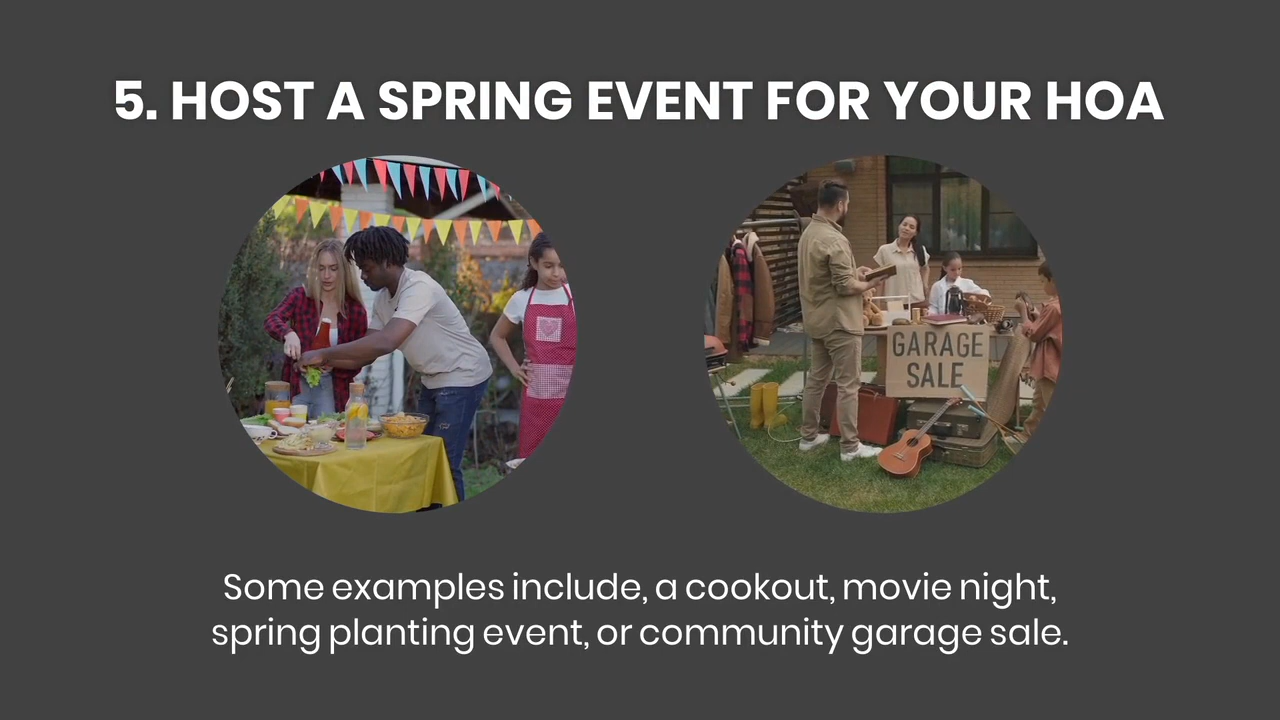 5. HOST A SPRING EVENT FOR YOUR HOA
GARAGE
SALE
Some examples include, a cookout, movie night,
spring planting event, or community garage sale.